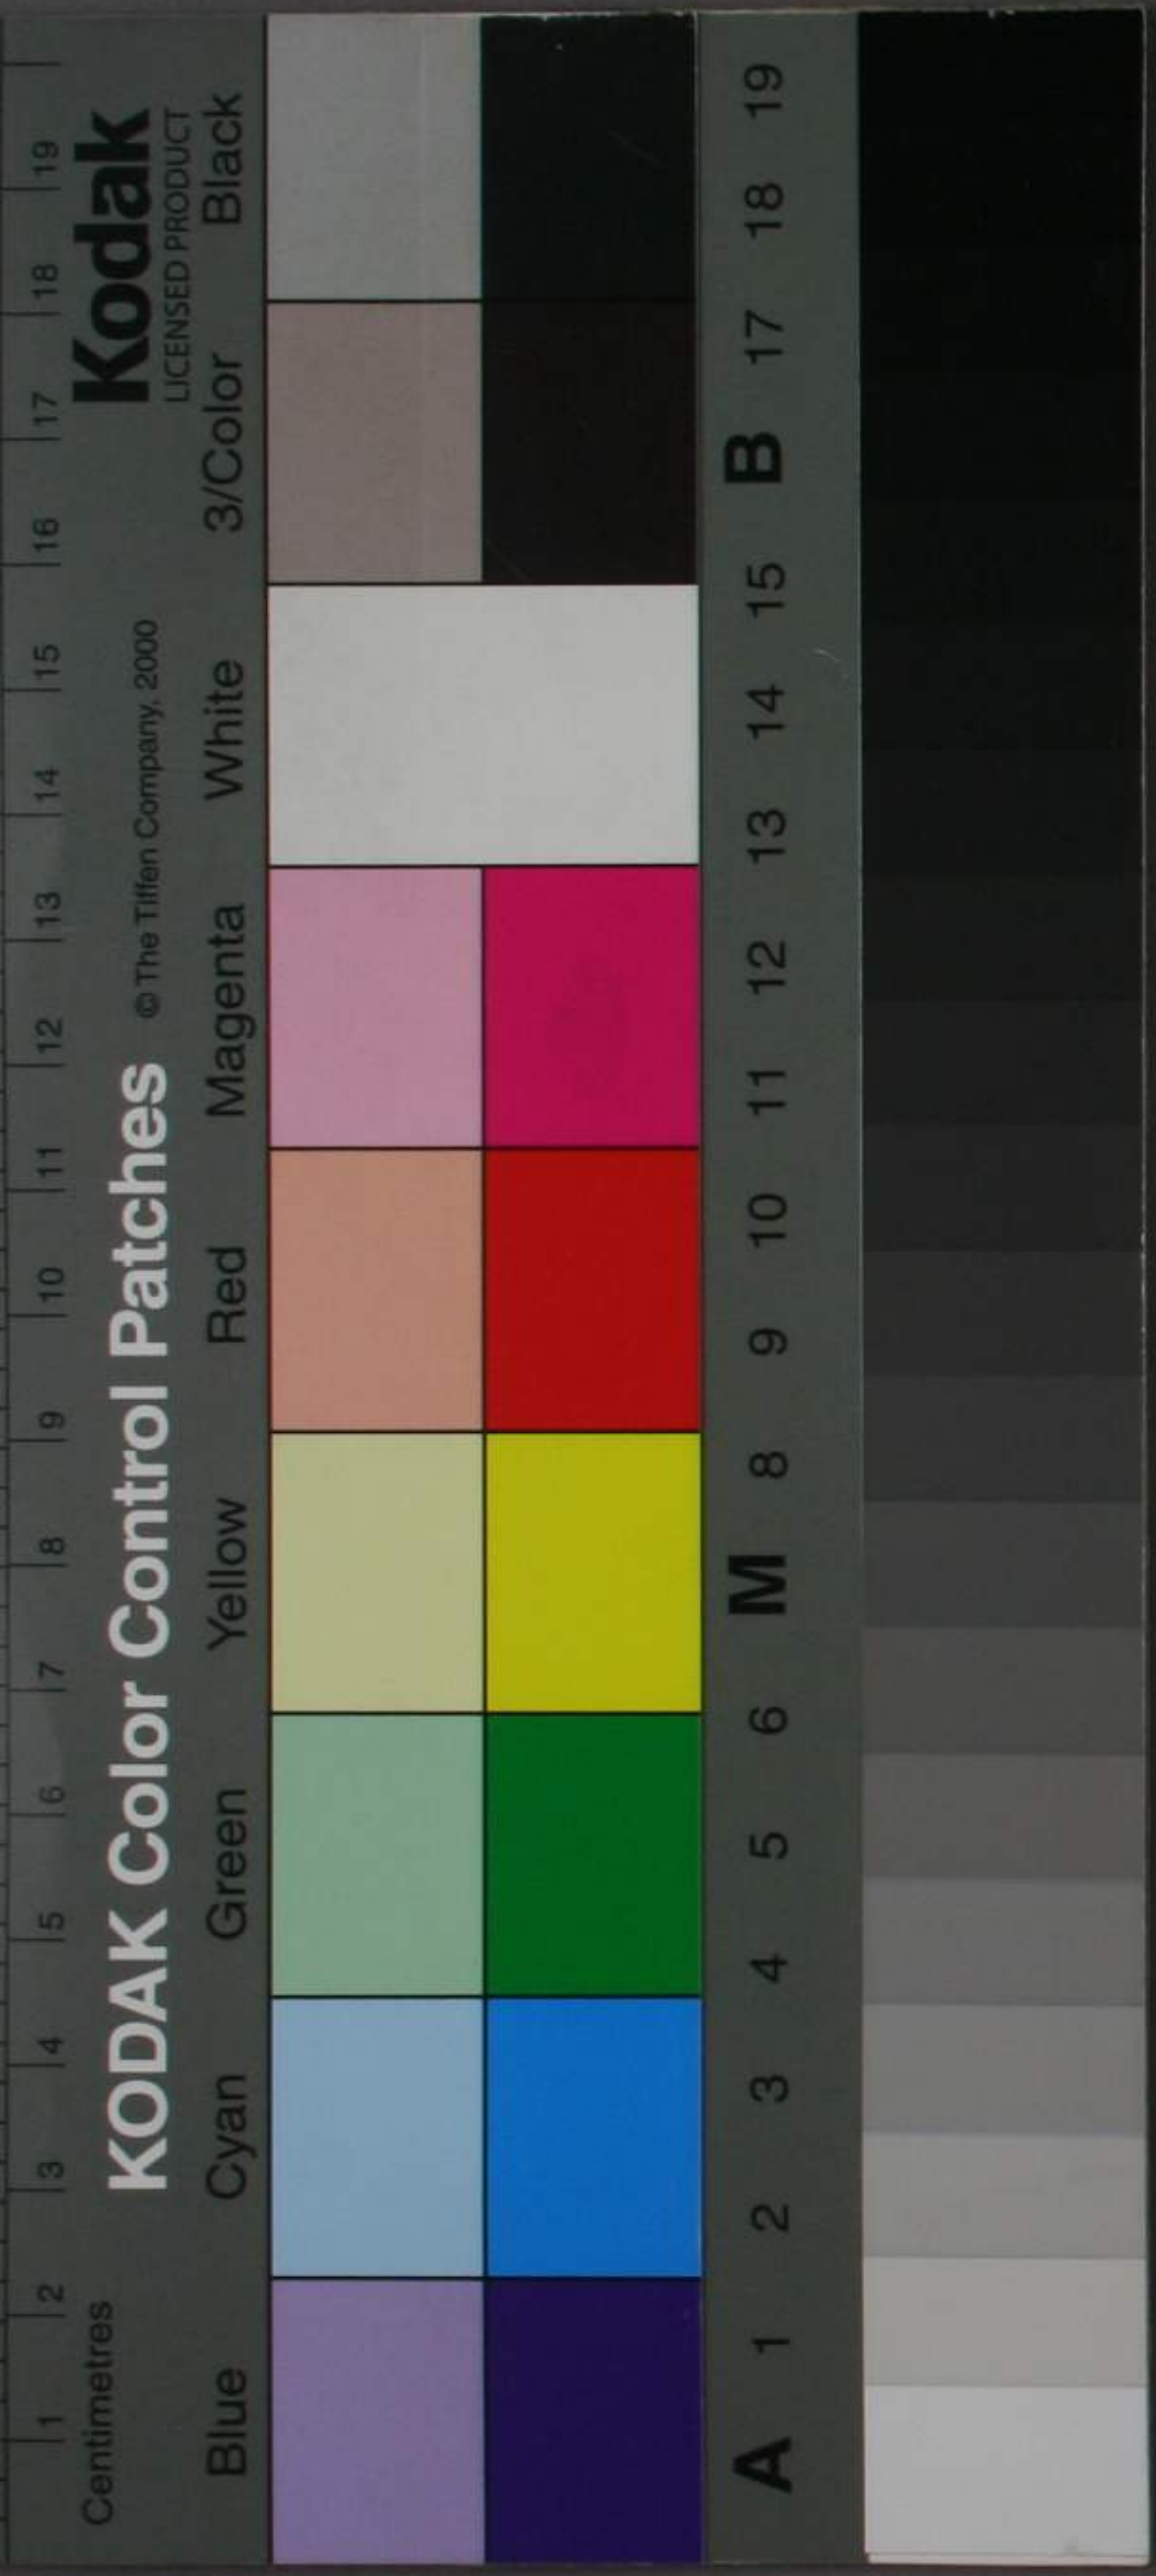 Centimetres
1 2 3 4 5 6 7 8 9 10 11 12 13 14 15 16 17 18 19
KODAK Color Control Patches © The Tiffen Company, 2000
Kodak
LICENSED PRODUCT
Blue Cyan Green Yellow Red Magenta White 3/Color Black
A 1 2 3 4 5 6 M 8 9 10 11 12 13 14 15 B 17 18 19